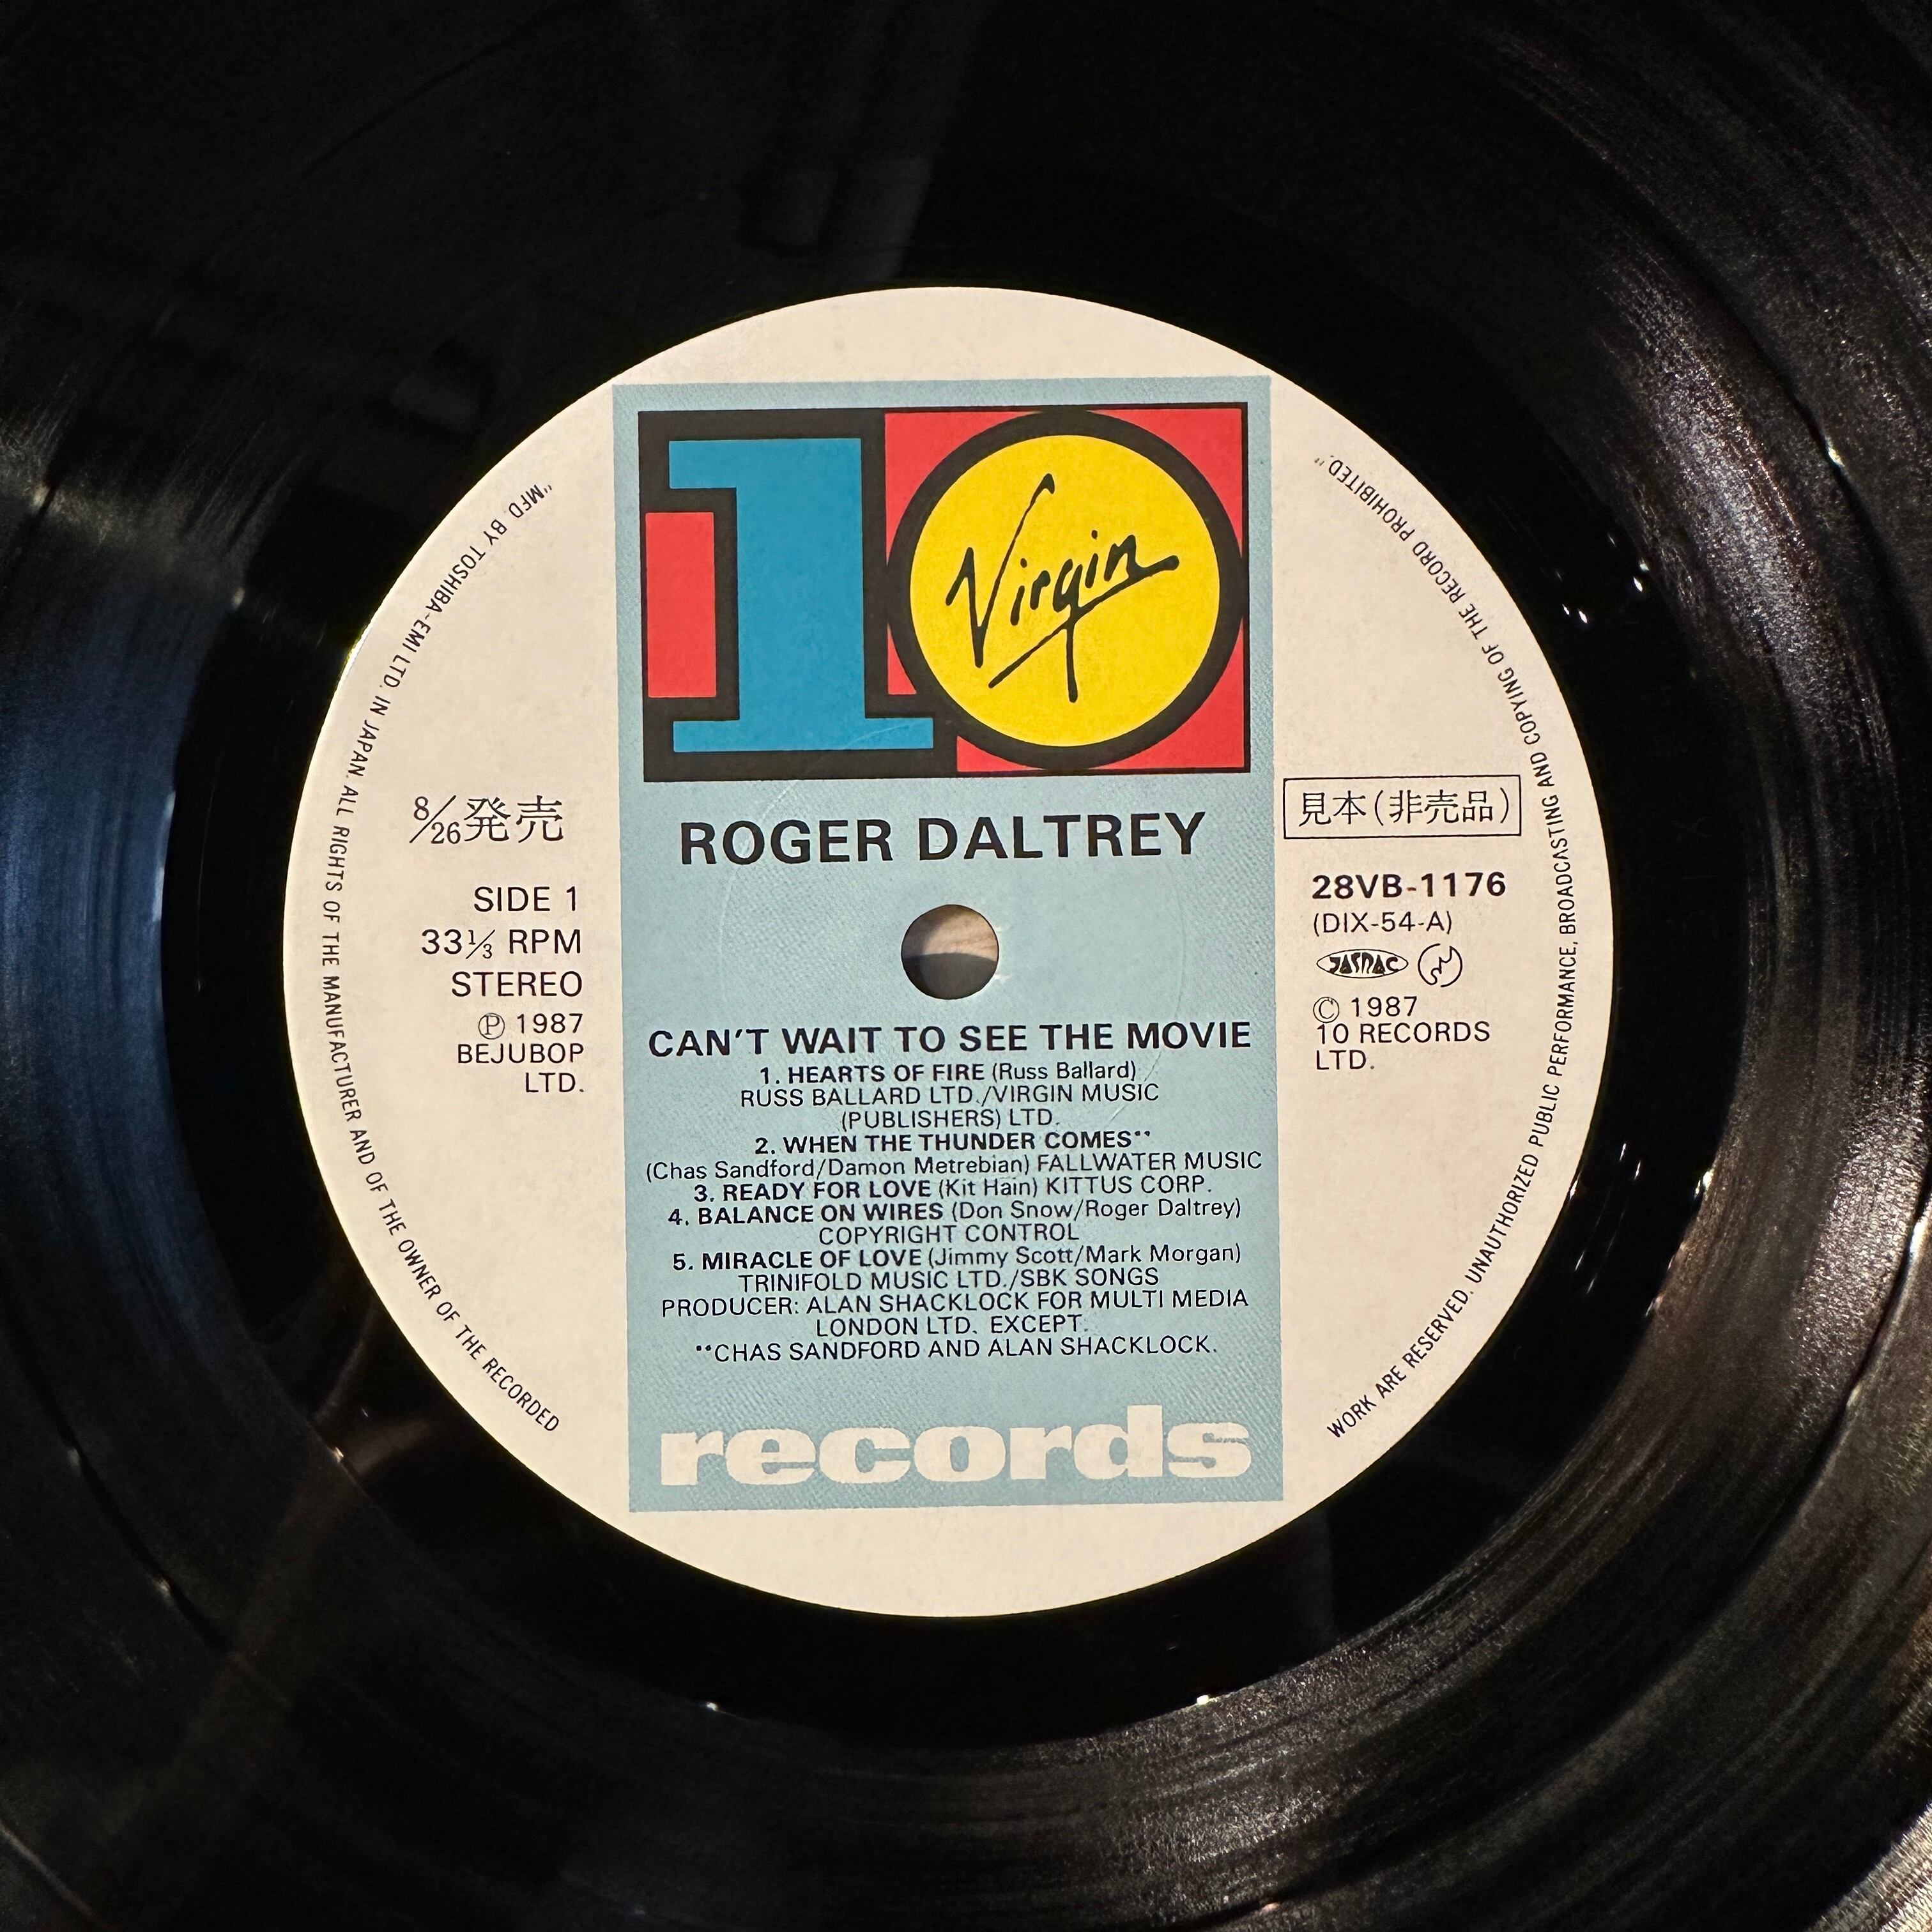 10
Virgin
"MFD BY TOSHIBA-EMI LTD. IN JAPAN. ALL RIGHTS OF THE MANUFACTURER AND OF THE OWNER OF THE RECORDED
WORK ARE RESERVED. UNAUTHORIZED PUBLIC PERFORMANCE, BROADCASTING AND COPYING OF THE RECORD PROHIBITED."
8/26発売
SIDE 1
33⅓ RPM
STEREO
Ⓟ 1987
BEJUBOP
LTD.
ROGER DALTREY
見本(非売品)
28VB-1176
(DIX-54-A)
JASRAC
© 1987
10 RECORDS
LTD.
CAN'T WAIT TO SEE THE MOVIE
1. HEARTS OF FIRE (Russ Ballard)
RUSS BALLARD LTD./VIRGIN MUSIC
(PUBLISHERS) LTD.
2. WHEN THE THUNDER COMES**
(Chas Sandford/Damon Metrebian) FALLWATER MUSIC
3. READY FOR LOVE (Kit Hain) KITTUS CORP.
4. BALANCE ON WIRES (Don Snow/Roger Daltrey)
COPYRIGHT CONTROL
5. MIRACLE OF LOVE (Jimmy Scott/Mark Morgan)
TRINIFOLD MUSIC LTD./SBK SONGS
PRODUCER: ALAN SHACKLOCK FOR MULTI MEDIA
LONDON LTD. EXCEPT.
**CHAS SANDFORD AND ALAN SHACKLOCK.
records